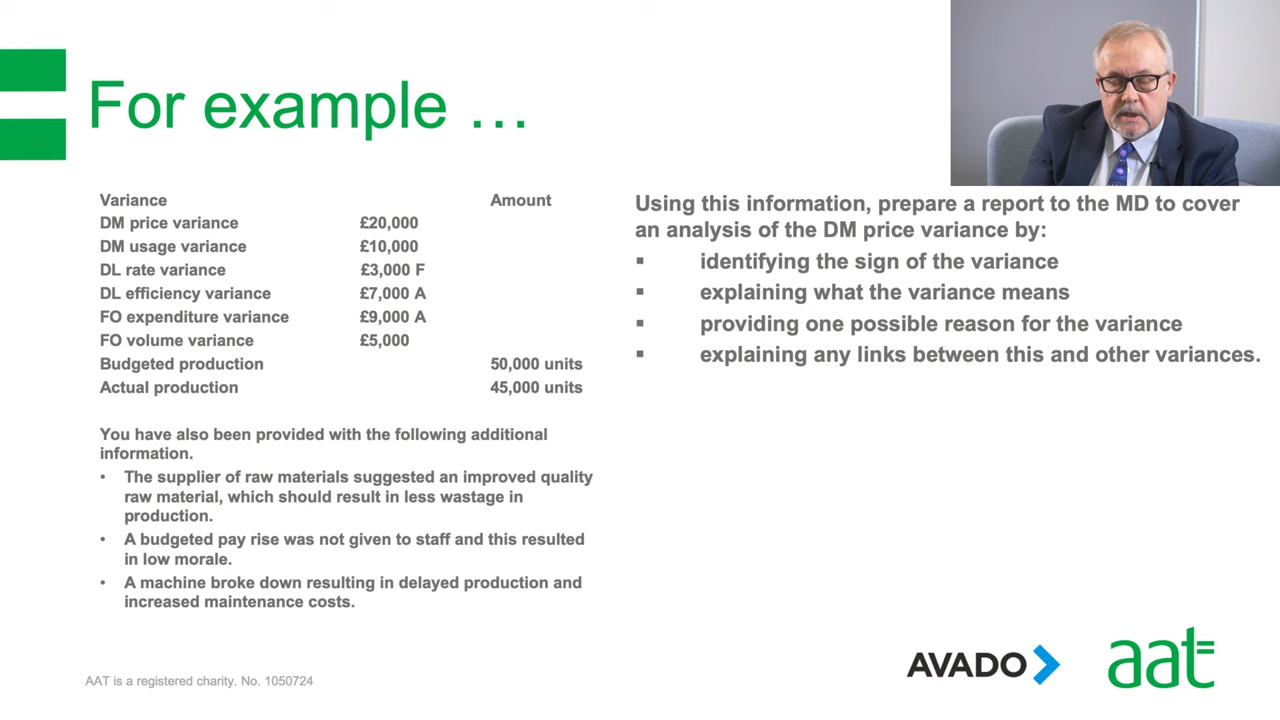 For example …
Variance Amount
DM price variance £20,000
DM usage variance £10,000
DL rate variance £3,000 F
DL efficiency variance £7,000 A
FO expenditure variance £9,000 A
FO volume variance £5,000
Budgeted production 50,000 units
Actual production 45,000 units
You have also been provided with the following additional
information.
• The supplier of raw materials suggested an improved quality
raw material, which should result in less wastage in
production.
• A budgeted pay rise was not given to staff and this resulted
in low morale.
• A machine broke down resulting in delayed production and
increased maintenance costs.
Using this information, prepare a report to the MD to cover
an analysis of the DM price variance by:
▪ identifying the sign of the variance
▪ explaining what the variance means
▪ providing one possible reason for the variance
▪ explaining any links between this and other variances.
AAT is a registered charity. No. 1050724
AVADO
aat